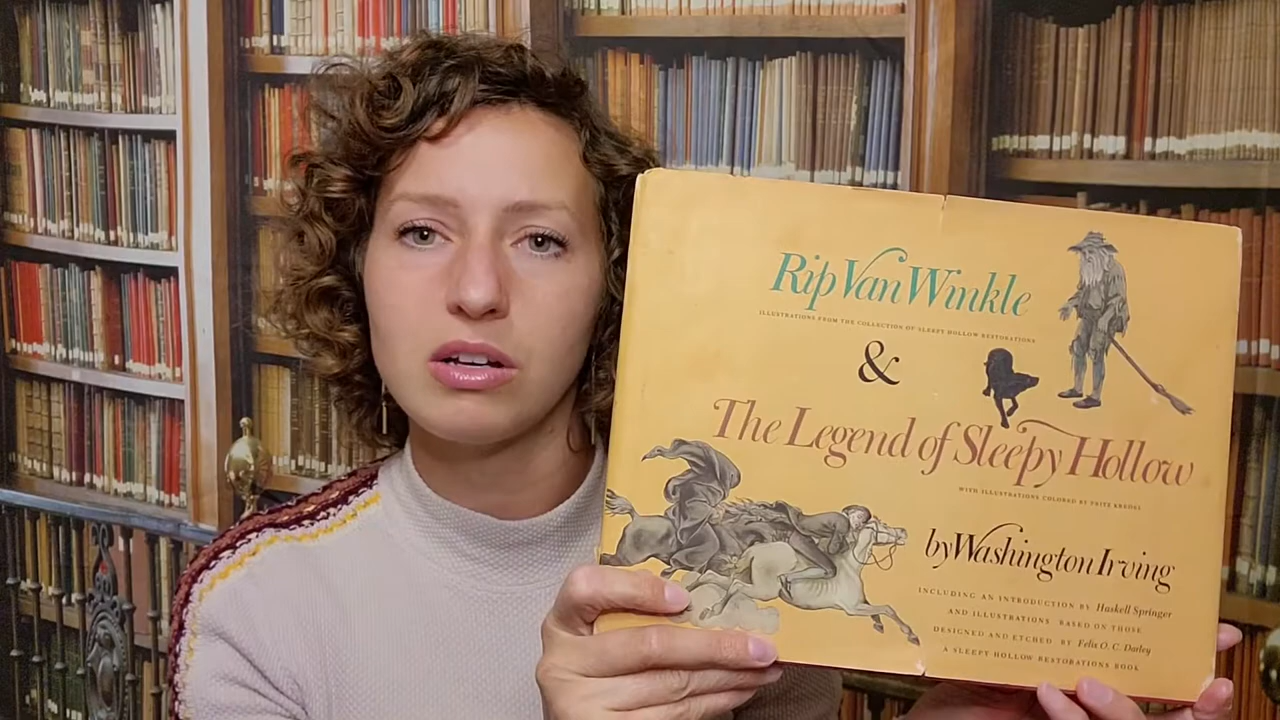 Rip Van Winkle
ILLUSTRATIONS FROM THE COLLECTION OF SLEEPY HOLLOW RESTORATIONS
&
The Legend of Sleepy Hollow
WITH ILLUSTRATIONS COLORED BY FRITZ KREDEL
by Washington Irving
INCLUDING AN INTRODUCTION BY Haskell Springer
AND ILLUSTRATIONS BASED ON THOSE
DESIGNED AND ETCHED BY Felix O. C. Darley
A SLEEPY HOLLOW RESTORATIONS BOOK